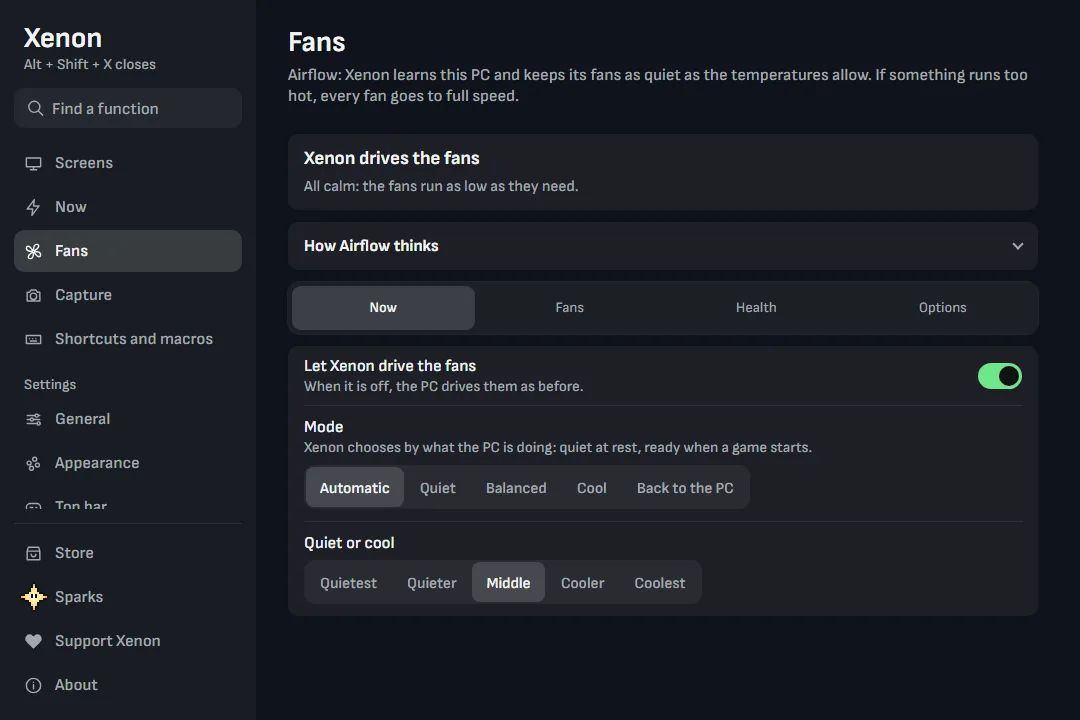 Xenon
Alt + Shift + X closes
Find a function
Screens
Now
Fans
Capture
Shortcuts and macros
Settings
General
Appearance
Top bar
Store
Sparks
Support Xenon
About
Fans
Airflow: Xenon learns this PC and keeps its fans as quiet as the temperatures allow. If something runs too
hot, every fan goes to full speed.
Xenon drives the fans
All calm: the fans run as low as they need.
How Airflow thinks
Now Fans Health Options
Let Xenon drive the fans
When it is off, the PC drives them as before.
Mode
Xenon chooses by what the PC is doing: quiet at rest, ready when a game starts.
Automatic Quiet Balanced Cool Back to the PC
Quiet or cool
Quietest Quieter Middle Cooler Coolest